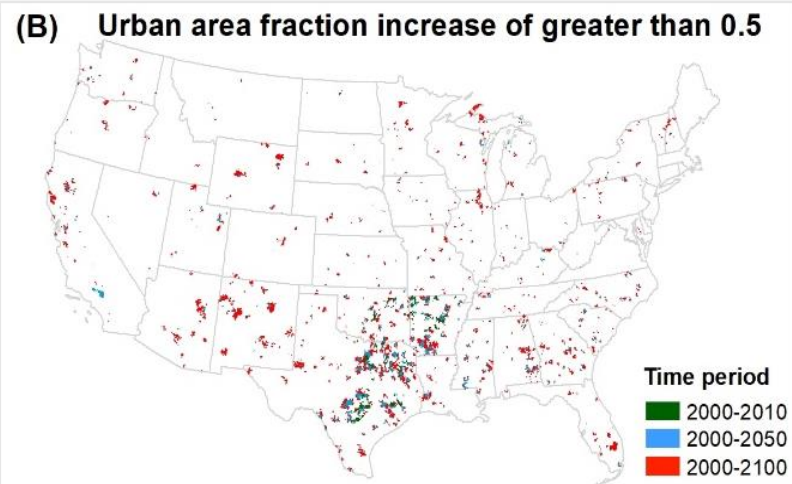 (B) Urban area fraction increase of greater than 0.5
Time period
2000-2010
2000-2050
2000-2100